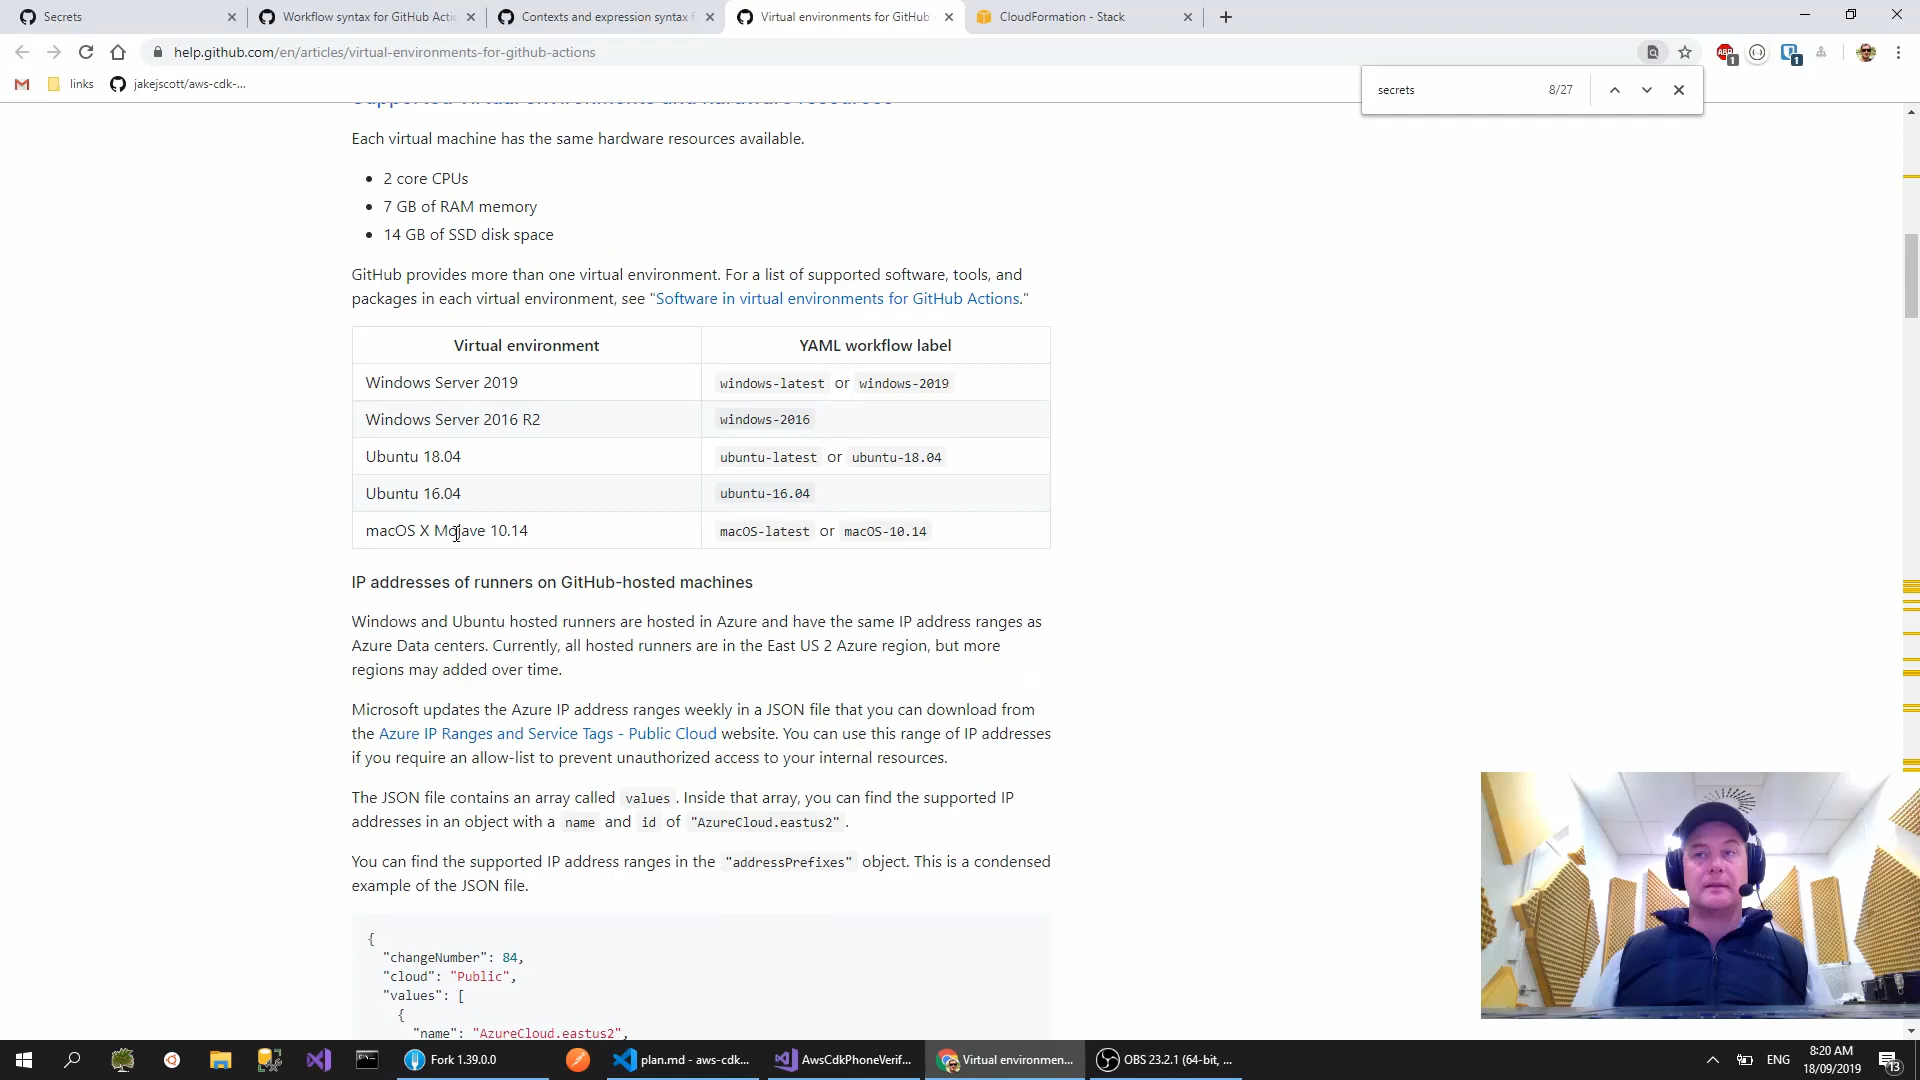 Secrets
Workflow syntax for GitHub Actio
Contexts and expression syntax f
Virtual environments for GitHub
CloudFormation - Stack
help.github.com/en/articles/virtual-environments-for-github-actions
links
jakejscott/aws-cdk-...
secrets 8/27
Each virtual machine has the same hardware resources available.
2 core CPUs
7 GB of RAM memory
14 GB of SSD disk space
GitHub provides more than one virtual environment. For a list of supported software, tools, and
packages in each virtual environment, see "Software in virtual environments for GitHub Actions."
Virtual environment YAML workflow label
Windows Server 2019 windows-latest or windows-2019
Windows Server 2016 R2 windows-2016
Ubuntu 18.04 ubuntu-latest or ubuntu-18.04
Ubuntu 16.04 ubuntu-16.04
macOS X Mojave 10.14 macOS-latest or macOS-10.14
IP addresses of runners on GitHub-hosted machines
Windows and Ubuntu hosted runners are hosted in Azure and have the same IP address ranges as
Azure Data centers. Currently, all hosted runners are in the East US 2 Azure region, but more
regions may added over time.
Microsoft updates the Azure IP address ranges weekly in a JSON file that you can download from
the Azure IP Ranges and Service Tags - Public Cloud website. You can use this range of IP addresses
if you require an allow-list to prevent unauthorized access to your internal resources.
The JSON file contains an array called values. Inside that array, you can find the supported IP
addresses in an object with a name and id of "AzureCloud.eastus2".
You can find the supported IP address ranges in the "addressPrefixes" object. This is a condensed
example of the JSON file.
{
"changeNumber": 84,
"cloud": "Public",
"values": [
{
"name": "AzureCloud.eastus2",
Fork 1.39.0.0
plan.md - aws-cdk...
AwsCdkPhoneVerif...
Virtual environmen...
OBS 23.2.1 (64-bit, ...
ENG
8:20 AM
18/09/2019
13